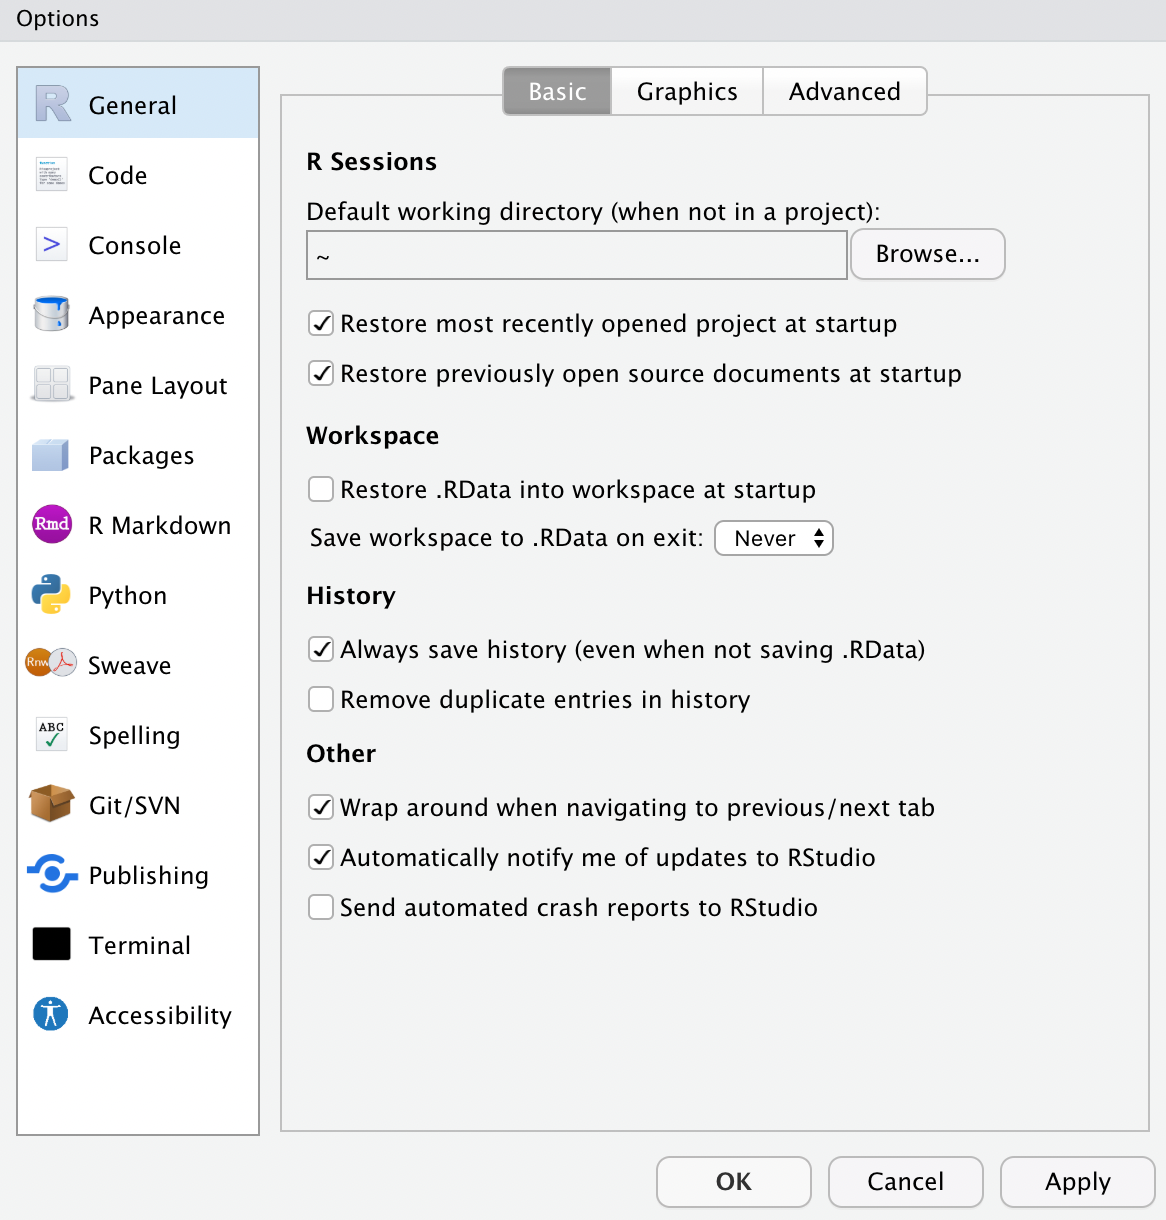 Options
General
Code
Console
Appearance
Pane Layout
Packages
Rmd R Markdown
Python
Rnw Sweave
ABC Spelling
Git/SVN
Publishing
Terminal
Accessibility
Basic Graphics Advanced
R Sessions
Default working directory (when not in a project):
~ Browse...
Restore most recently opened project at startup
Restore previously open source documents at startup
Workspace
Restore .RData into workspace at startup
Save workspace to .RData on exit: Never
History
Always save history (even when not saving .RData)
Remove duplicate entries in history
Other
Wrap around when navigating to previous/next tab
Automatically notify me of updates to RStudio
Send automated crash reports to RStudio
OK Cancel Apply